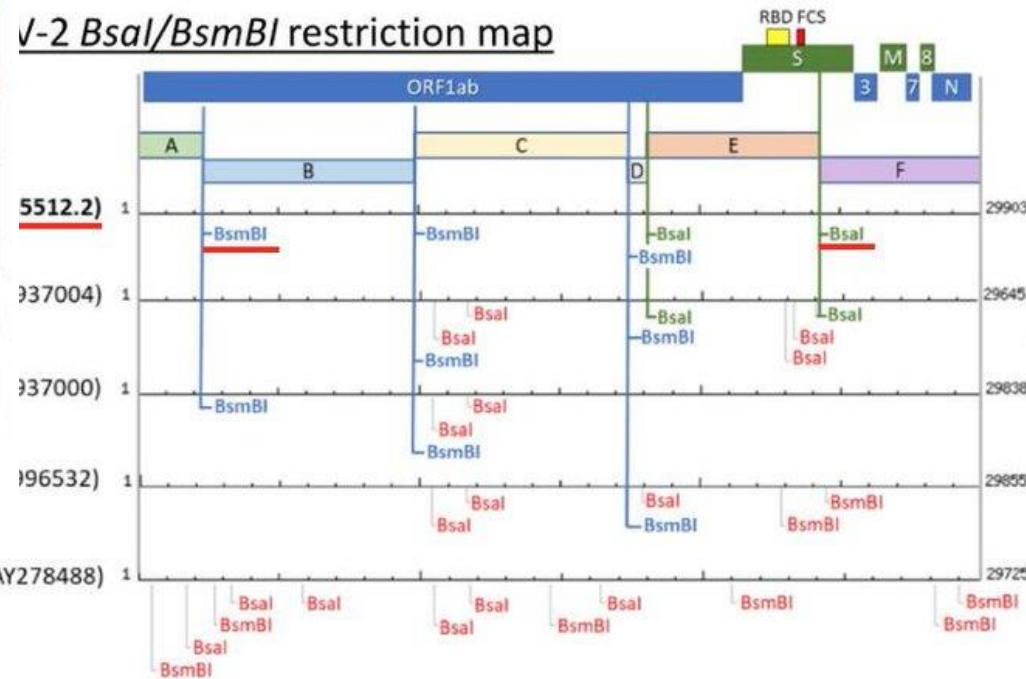 V-2 BsaI/BsmBI restriction map
RBD FCS
S M 8
ORF1ab 3 7 N
A C E
B D F
5512.2) 1 29903
BsmBI BsmBI BsaI BsaI
BsmBI
937004) 1 29645
BsaI BsaI BsaI
BsaI BsmBI BsaI
BsmBI BsaI
937000) 1 29838
BsmBI BsaI
BsaI
BsmBI
996532) 1 29855
BsaI BsaI BsmBI
BsaI BsmBI BsmBI
AY278488) 1 29725
BsaI BsaI BsaI BsaI BsmBI BsmBI
BsmBI BsaI BsmBI BsmBI
BsaI
BsmBI